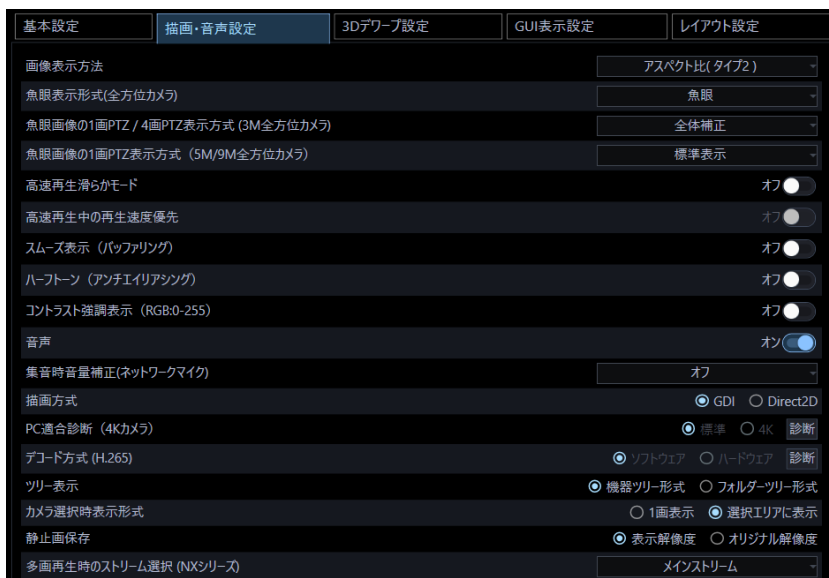 基本設定 描画・音声設定 3Dデワープ設定 GUI表示設定 レイアウト設定
画像表示方法 アスペクト比( タイプ2 )
魚眼表示形式(全方位カメラ) 魚眼
魚眼画像の1画PTZ / 4画PTZ表示方式 (3M全方位カメラ) 全体補正
魚眼画像の1画PTZ表示方式（5M/9M全方位カメラ） 標準表示
高速再生滑らかモード オフ
高速再生中の再生速度優先 オフ
スムーズ表示（バッファリング） オフ
ハーフトーン（アンチエイリアシング） オフ
コントラスト強調表示（RGB:0-255） オフ
音声 オン
集音時音量補正(ネットワークマイク) オフ
描画方式 GDI Direct2D
PC適合診断（4Kカメラ） 標準 4K 診断
デコード方式 (H.265) ソフトウェア ハードウェア 診断
ツリー表示 機器ツリー形式 フォルダーツリー形式
カメラ選択時表示形式 1画表示 選択エリアに表示
静止画保存 表示解像度 オリジナル解像度
多画再生時のストリーム選択 (NXシリーズ) メインストリーム